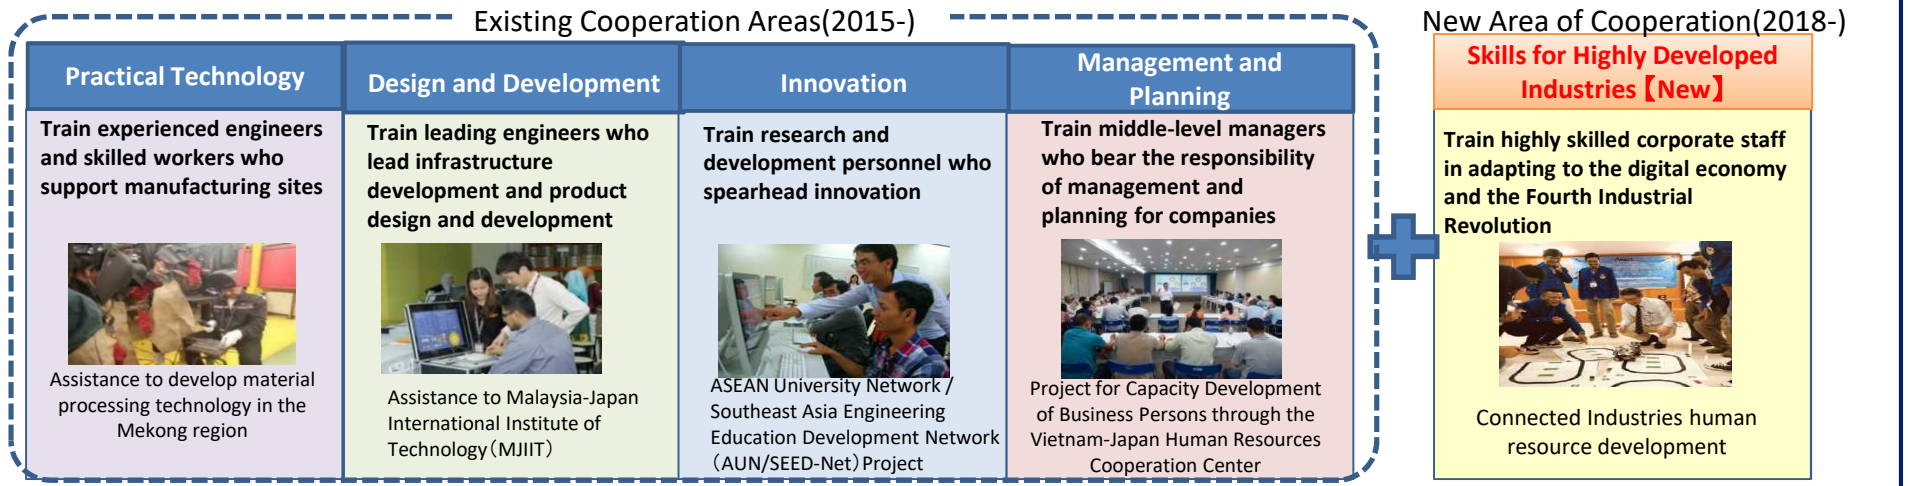 Existing Cooperation Areas(2015-)
New Area of Cooperation(2018-)
Practical Technology
Train experienced engineers
and skilled workers who
support manufacturing sites
Assistance to develop material
processing technology in the
Mekong region
Design and Development
Train leading engineers who
lead infrastructure
development and product
design and development
Assistance to Malaysia-Japan
International Institute of
Technology(MJIIT)
Innovation
Train research and
development personnel who
spearhead innovation
ASEAN University Network /
Southeast Asia Engineering
Education Development Network
(AUN/SEED-Net)Project
Management and
Planning
Train middle-level managers
who bear the responsibility
of management and
planning for companies
Project for Capacity Development
of Business Persons through the
Vietnam-Japan Human Resources
Cooperation Center
Skills for Highly Developed
Industries【New】
Train highly skilled corporate staff
in adapting to the digital economy
and the Fourth Industrial
Revolution
Connected Industries human
resource development